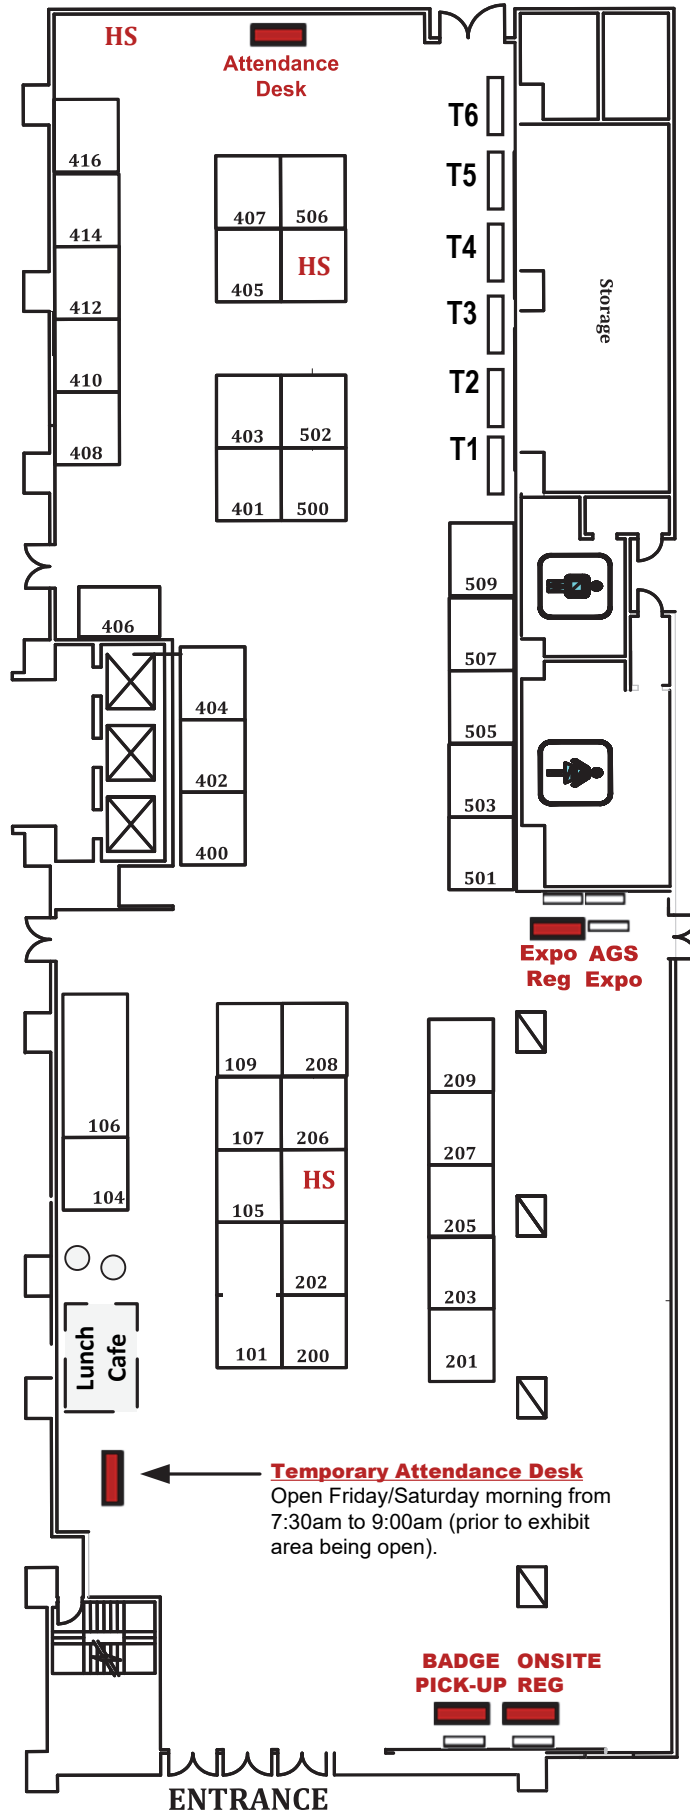 HS
Attendance
Desk
T6
416
T5
407 506
414
T4
HS
405
412
T3
Storage
410
T2
403 502
408
T1
401 500
509
406
507
404
505
402
503
400
501
Expo AGS
Reg Expo
109 208
209
106
107 206
207
104
HS
105
205
202
203
Lunch
Cafe
101 200
201
Temporary Attendance Desk
Open Friday/Saturday morning from
7:30am to 9:00am (prior to exhibit
area being open).
BADGE ONSITE
PICK-UP REG
ENTRANCE